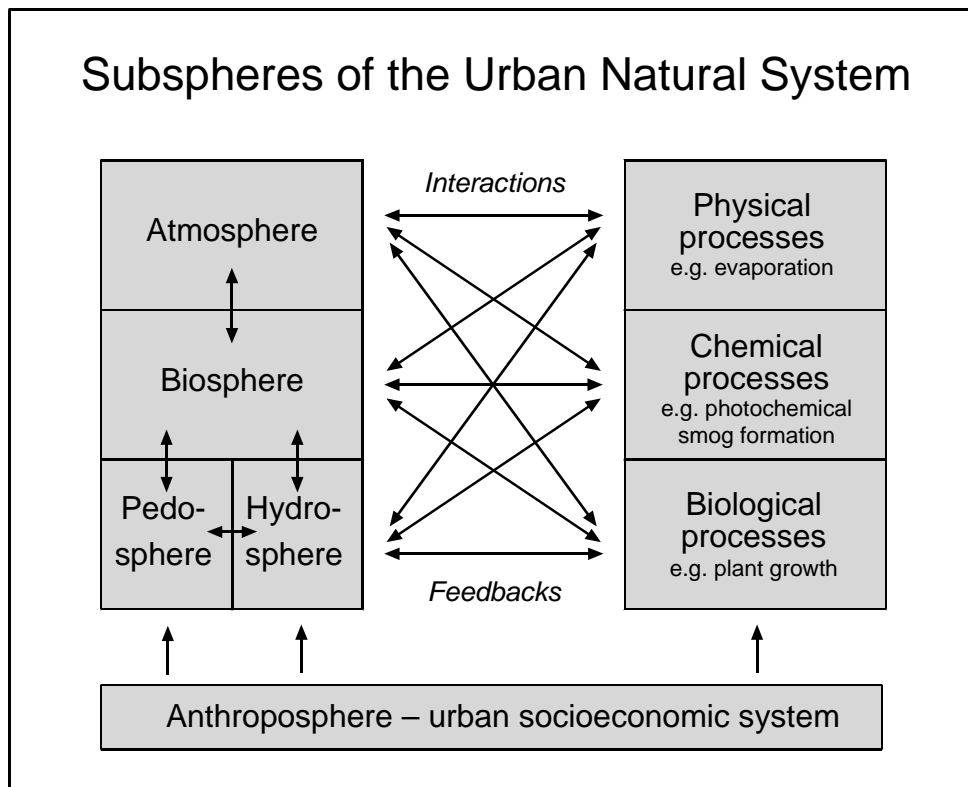 Subspheres of the Urban Natural System
Atmosphere
Biosphere
Pedo-
sphere
Hydro-
sphere
Interactions
Feedbacks
Physical
processes
e.g. evaporation
Chemical
processes
e.g. photochemical
smog formation
Biological
processes
e.g. plant growth
Anthroposphere – urban socioeconomic system